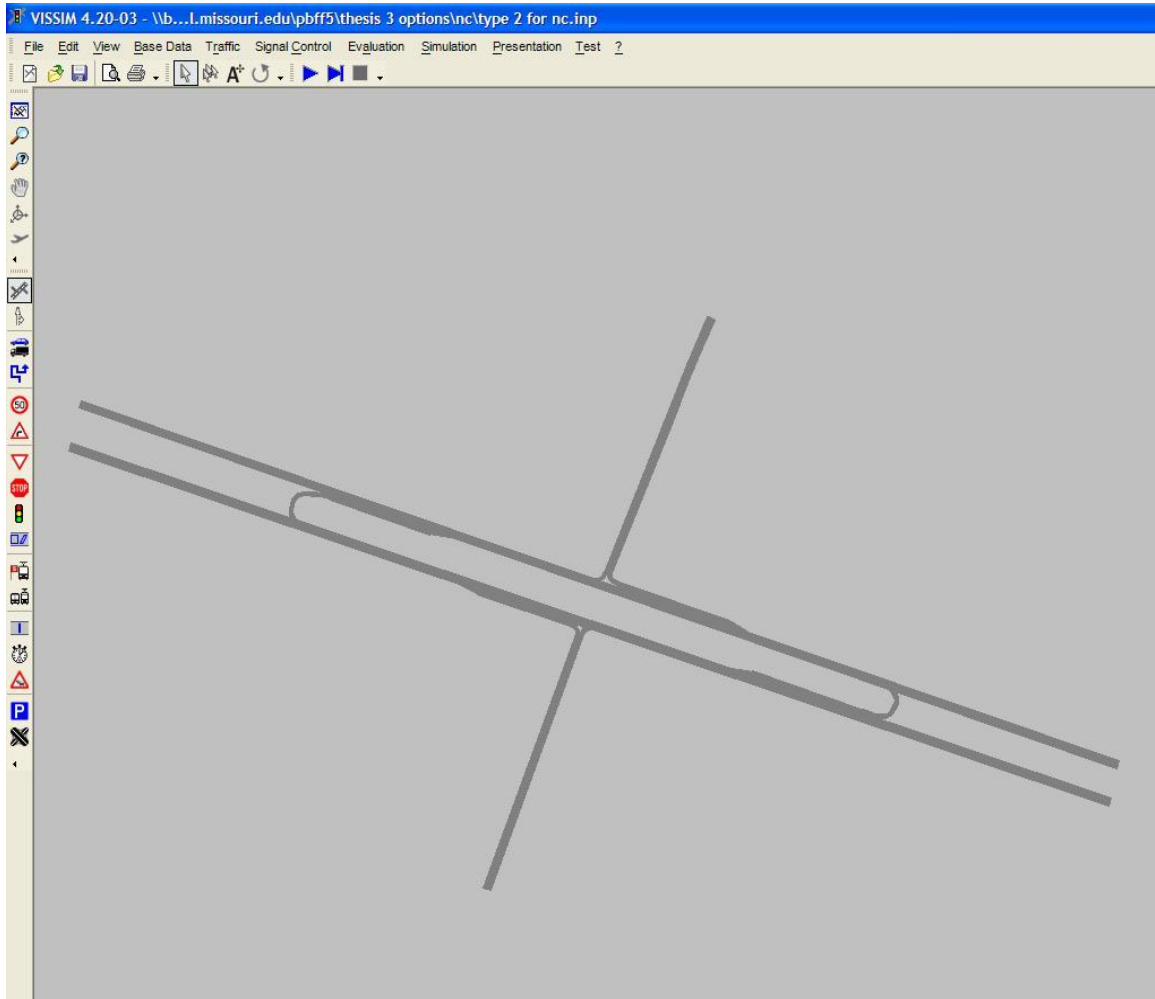 VISSIM 4.20-03 - \\b...l.missouri.edu\pbff5\thesis 3 options\nc\type 2 for nc.inp
File Edit View Base Data Traffic Signal Control Evaluation Simulation Presentation Test ?
50
STOP
P